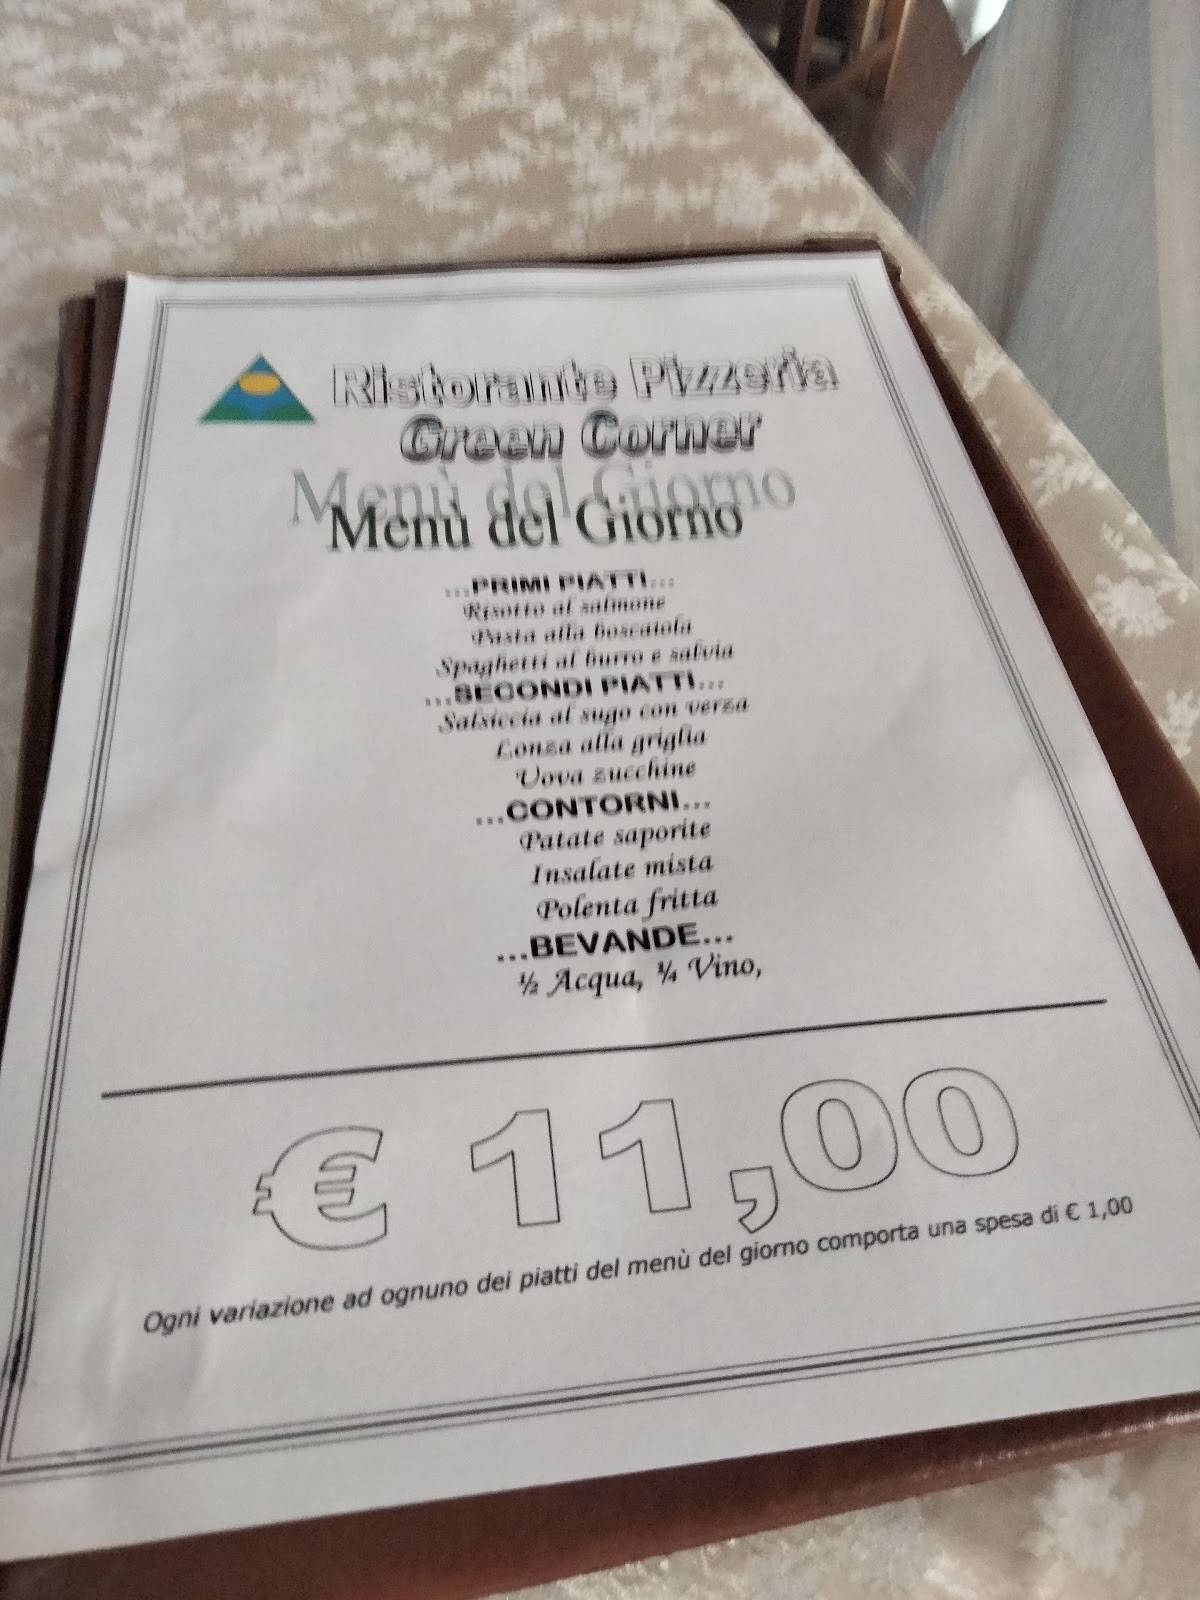 Ristorante Pizzeria
Green Corner
Menù del Giorno
...PRIMI PIATTI...
Risotto al salmone
Pasta alla boscaiola
Spaghetti al burro e salvia
...SECONDI PIATTI...
Salsiccia al sugo con verza
Lonza alla griglia
Uova zucchine
...CONTORNI...
Patate saporite
Insalate mista
Polenta fritta
...BEVANDE...
½ Acqua, ¼ Vino,
€ 11,00
Ogni variazione ad ognuno dei piatti del menù del giorno comporta una spesa di € 1,00